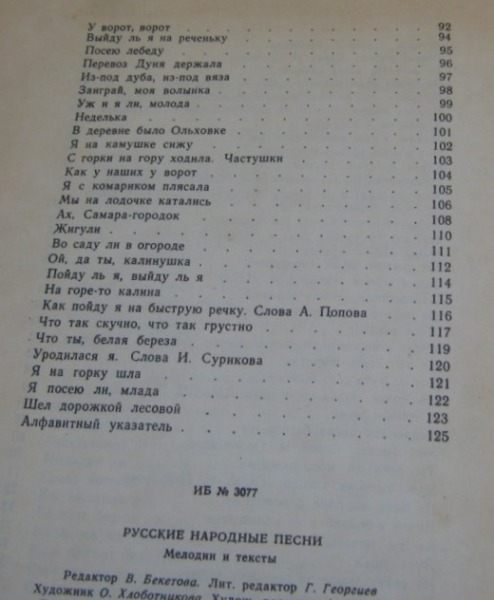 У ворот, ворот 92
Выйду ль я на реченьку 94
Посею лебеду 95
Перевоз Дуня держала 96
Из-под дуба, из-под вяза 97
Заиграй, моя волынка 98
Уж и я ли, молода 99
Неделька 100
В деревне было Ольховке 101
Я на камушке сижу 102
С горки на гору ходила. Частушки 103
Как у наших у ворот 104
Я с комариком плясала 105
Мы на лодочке катались 106
Ах, Самара-городок 108
Жигули 110
Во саду ли в огороде 111
Ой, да ты, калинушка 112
Пойду ль я, выйду ль я 114
На горе-то калина 115
Как пойду я на быструю речку. Слова А. Попова 116
Что так скучно, что так грустно 117
Что ты, белая береза 119
Уродилася я. Слова И. Сурикова 120
Я на горку шла 121
Я посею ли, млада 122
Шел дорожкой лесовой 123
Алфавитный указатель 125
ИБ № 3077
РУССКИЕ НАРОДНЫЕ ПЕСНИ
Мелодии и тексты
Редактор В. Бекетова. Лит. редактор Г. Георгиев
Художник О. Хлоботникова.